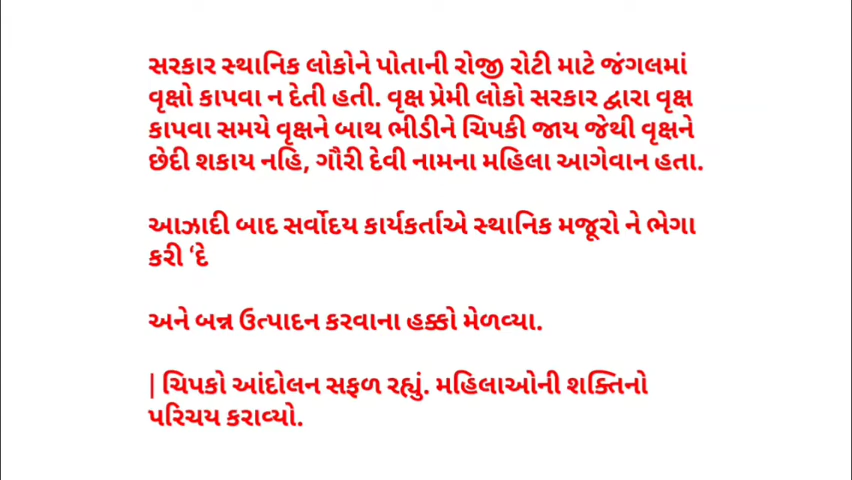 સરકાર સ્થાનિક લોકોને પોતાની રોજી રોટી માટે જંગલમાં
વૃક્ષો કાપવા ન દેતી હતી. વૃક્ષ પ્રેમી લોકો સરકાર દ્વારા વૃક્ષ
કાપવા સમયે વૃક્ષને બાથ ભીડીને ચિપકી જાય જેથી વૃક્ષને
છેદી શકાય નહિ, ગૌરી દેવી નામના મહિલા આગેવાન હતા.
આઝાદી બાદ સર્વોદય કાર્યકર્તાએ સ્થાનિક મજૂરો ને ભેગા
કરી ‘દે
અને બન્ન ઉત્પાદન કરવાના હક્કો મેળવ્યા.
| ચિપકો આંદોલન સફળ રહ્યું. મહિલાઓની શક્તિનો
પરિચય કરાવ્યો.